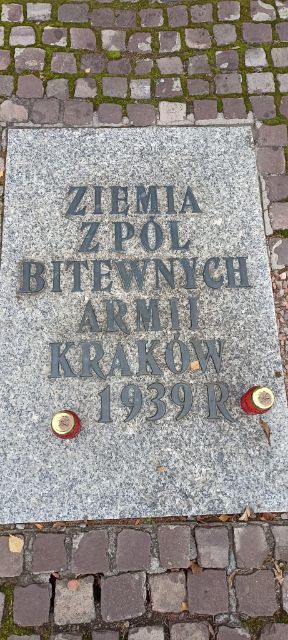 ZIEMIA
Z PÓL
BITEWNYCH
ARMII
KRAKÓW
1939 R